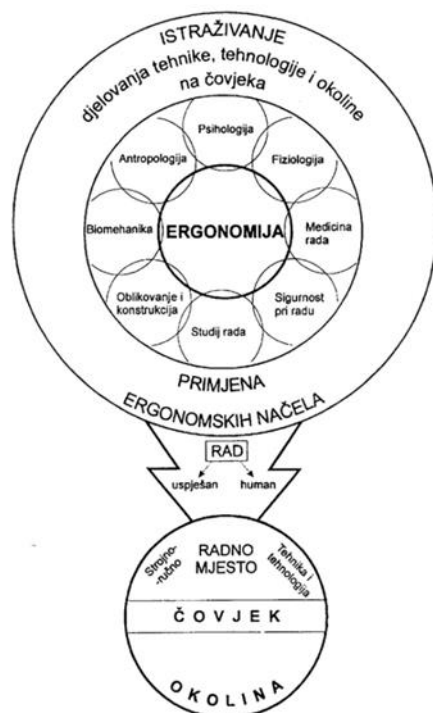 ISTRAŽIVANJE
djelovanja tehnike, tehnologije i okoline
na čovjeka
Psihologija
Antropologija
Fiziologija
Biomehanika
ERGONOMIJA
Medicina
rada
Oblikovanje i
konstrukcija
Sigurnost
pri radu
Studij rada
PRIMJENA
ERGONOMSKIH NAČELA
RAD
uspješan
human
Strojno-
-ručno
RADNO
MJESTO
Tehnika i
tehnologija
ČOVJEK
OKOLINA